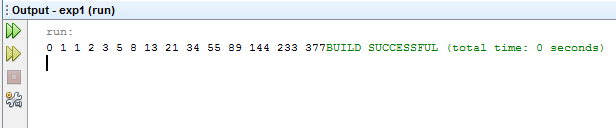 Output - exp1 (run)
run:
0 1 1 2 3 5 8 13 21 34 55 89 144 233 377BUILD SUCCESSFUL (total time: 0 seconds)